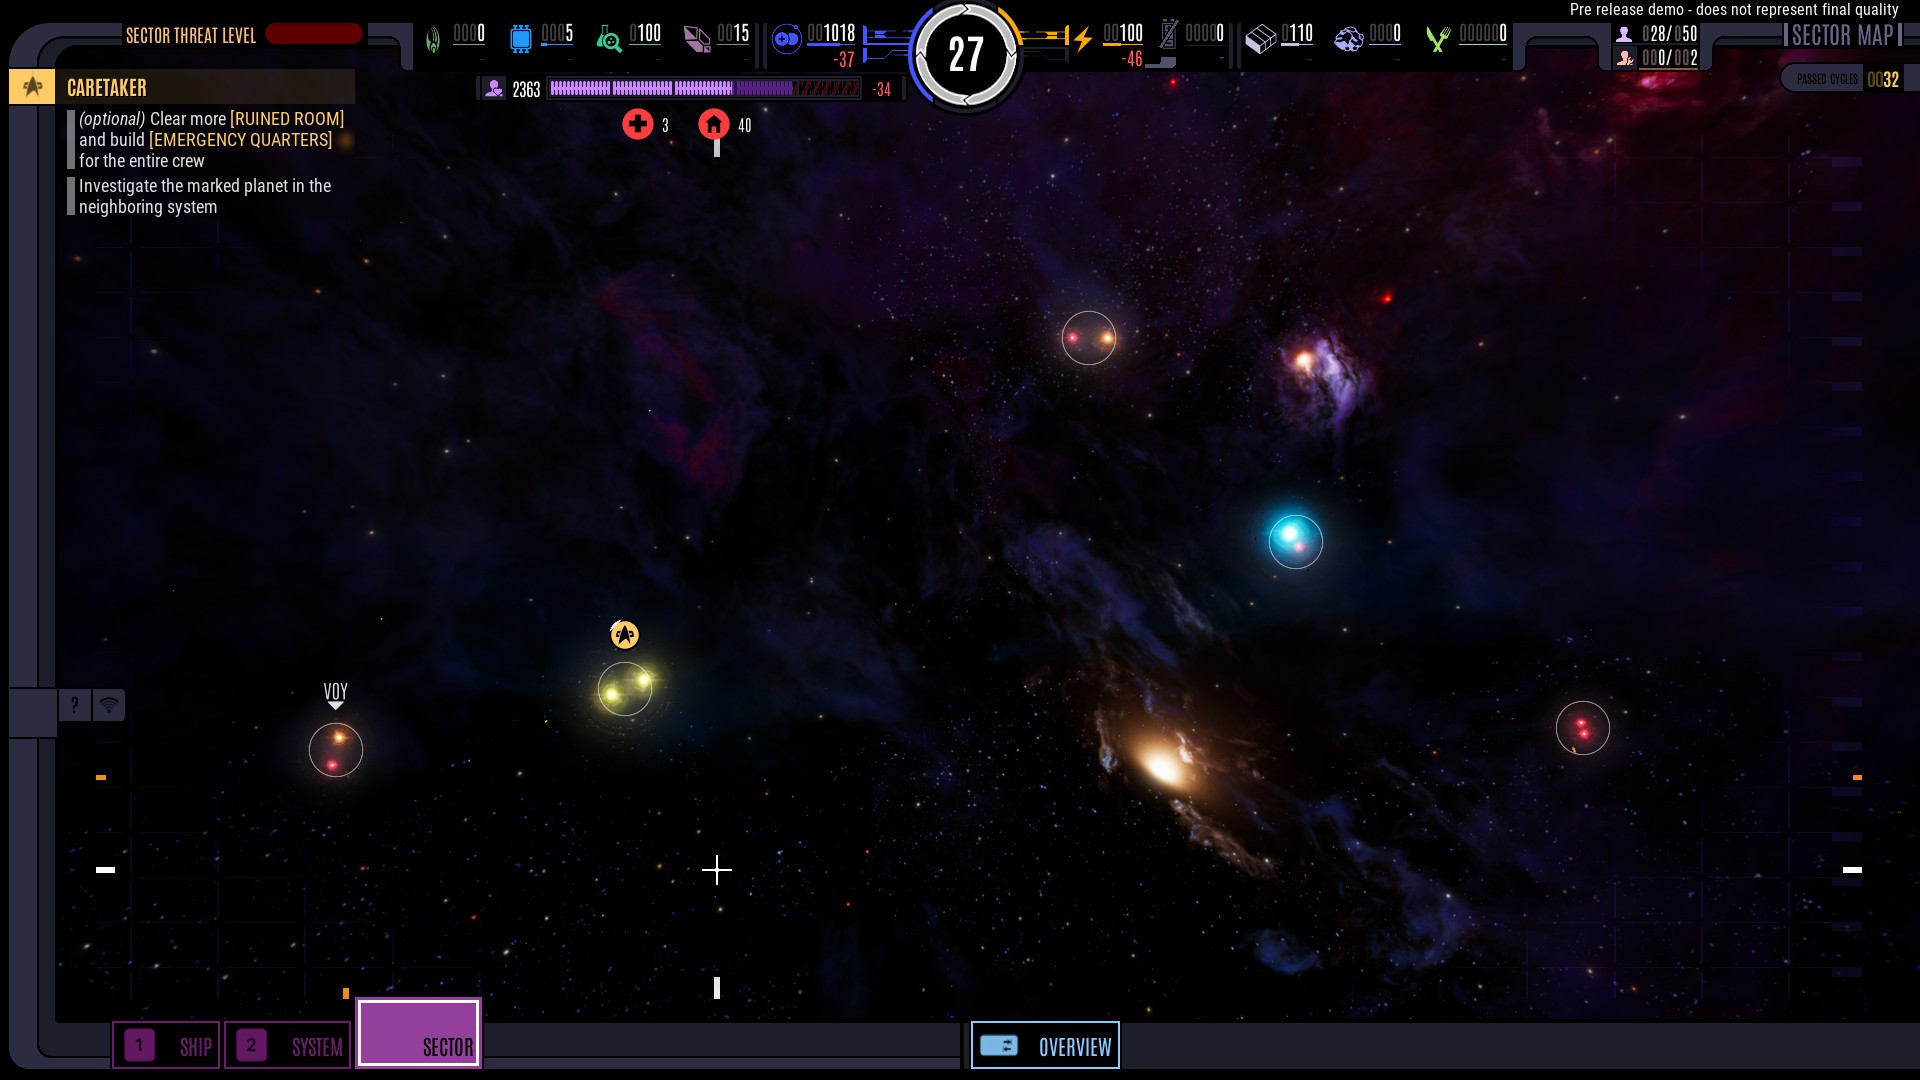 Pre release demo - does not represent final quality
SECTOR THREAT LEVEL
0000
0005
0100
0015
001018
-37
27
00100
-46
00000
0110
0000
000000
028/050
000/002
SECTOR MAP
PASSED CYCLES 0032
2363
-34
3
40
CARETAKER
(optional) Clear more [RUINED ROOM]
and build [EMERGENCY QUARTERS]
for the entire crew
Investigate the marked planet in the
neighboring system
VOY
?
1 SHIP
2 SYSTEM
SECTOR
OVERVIEW